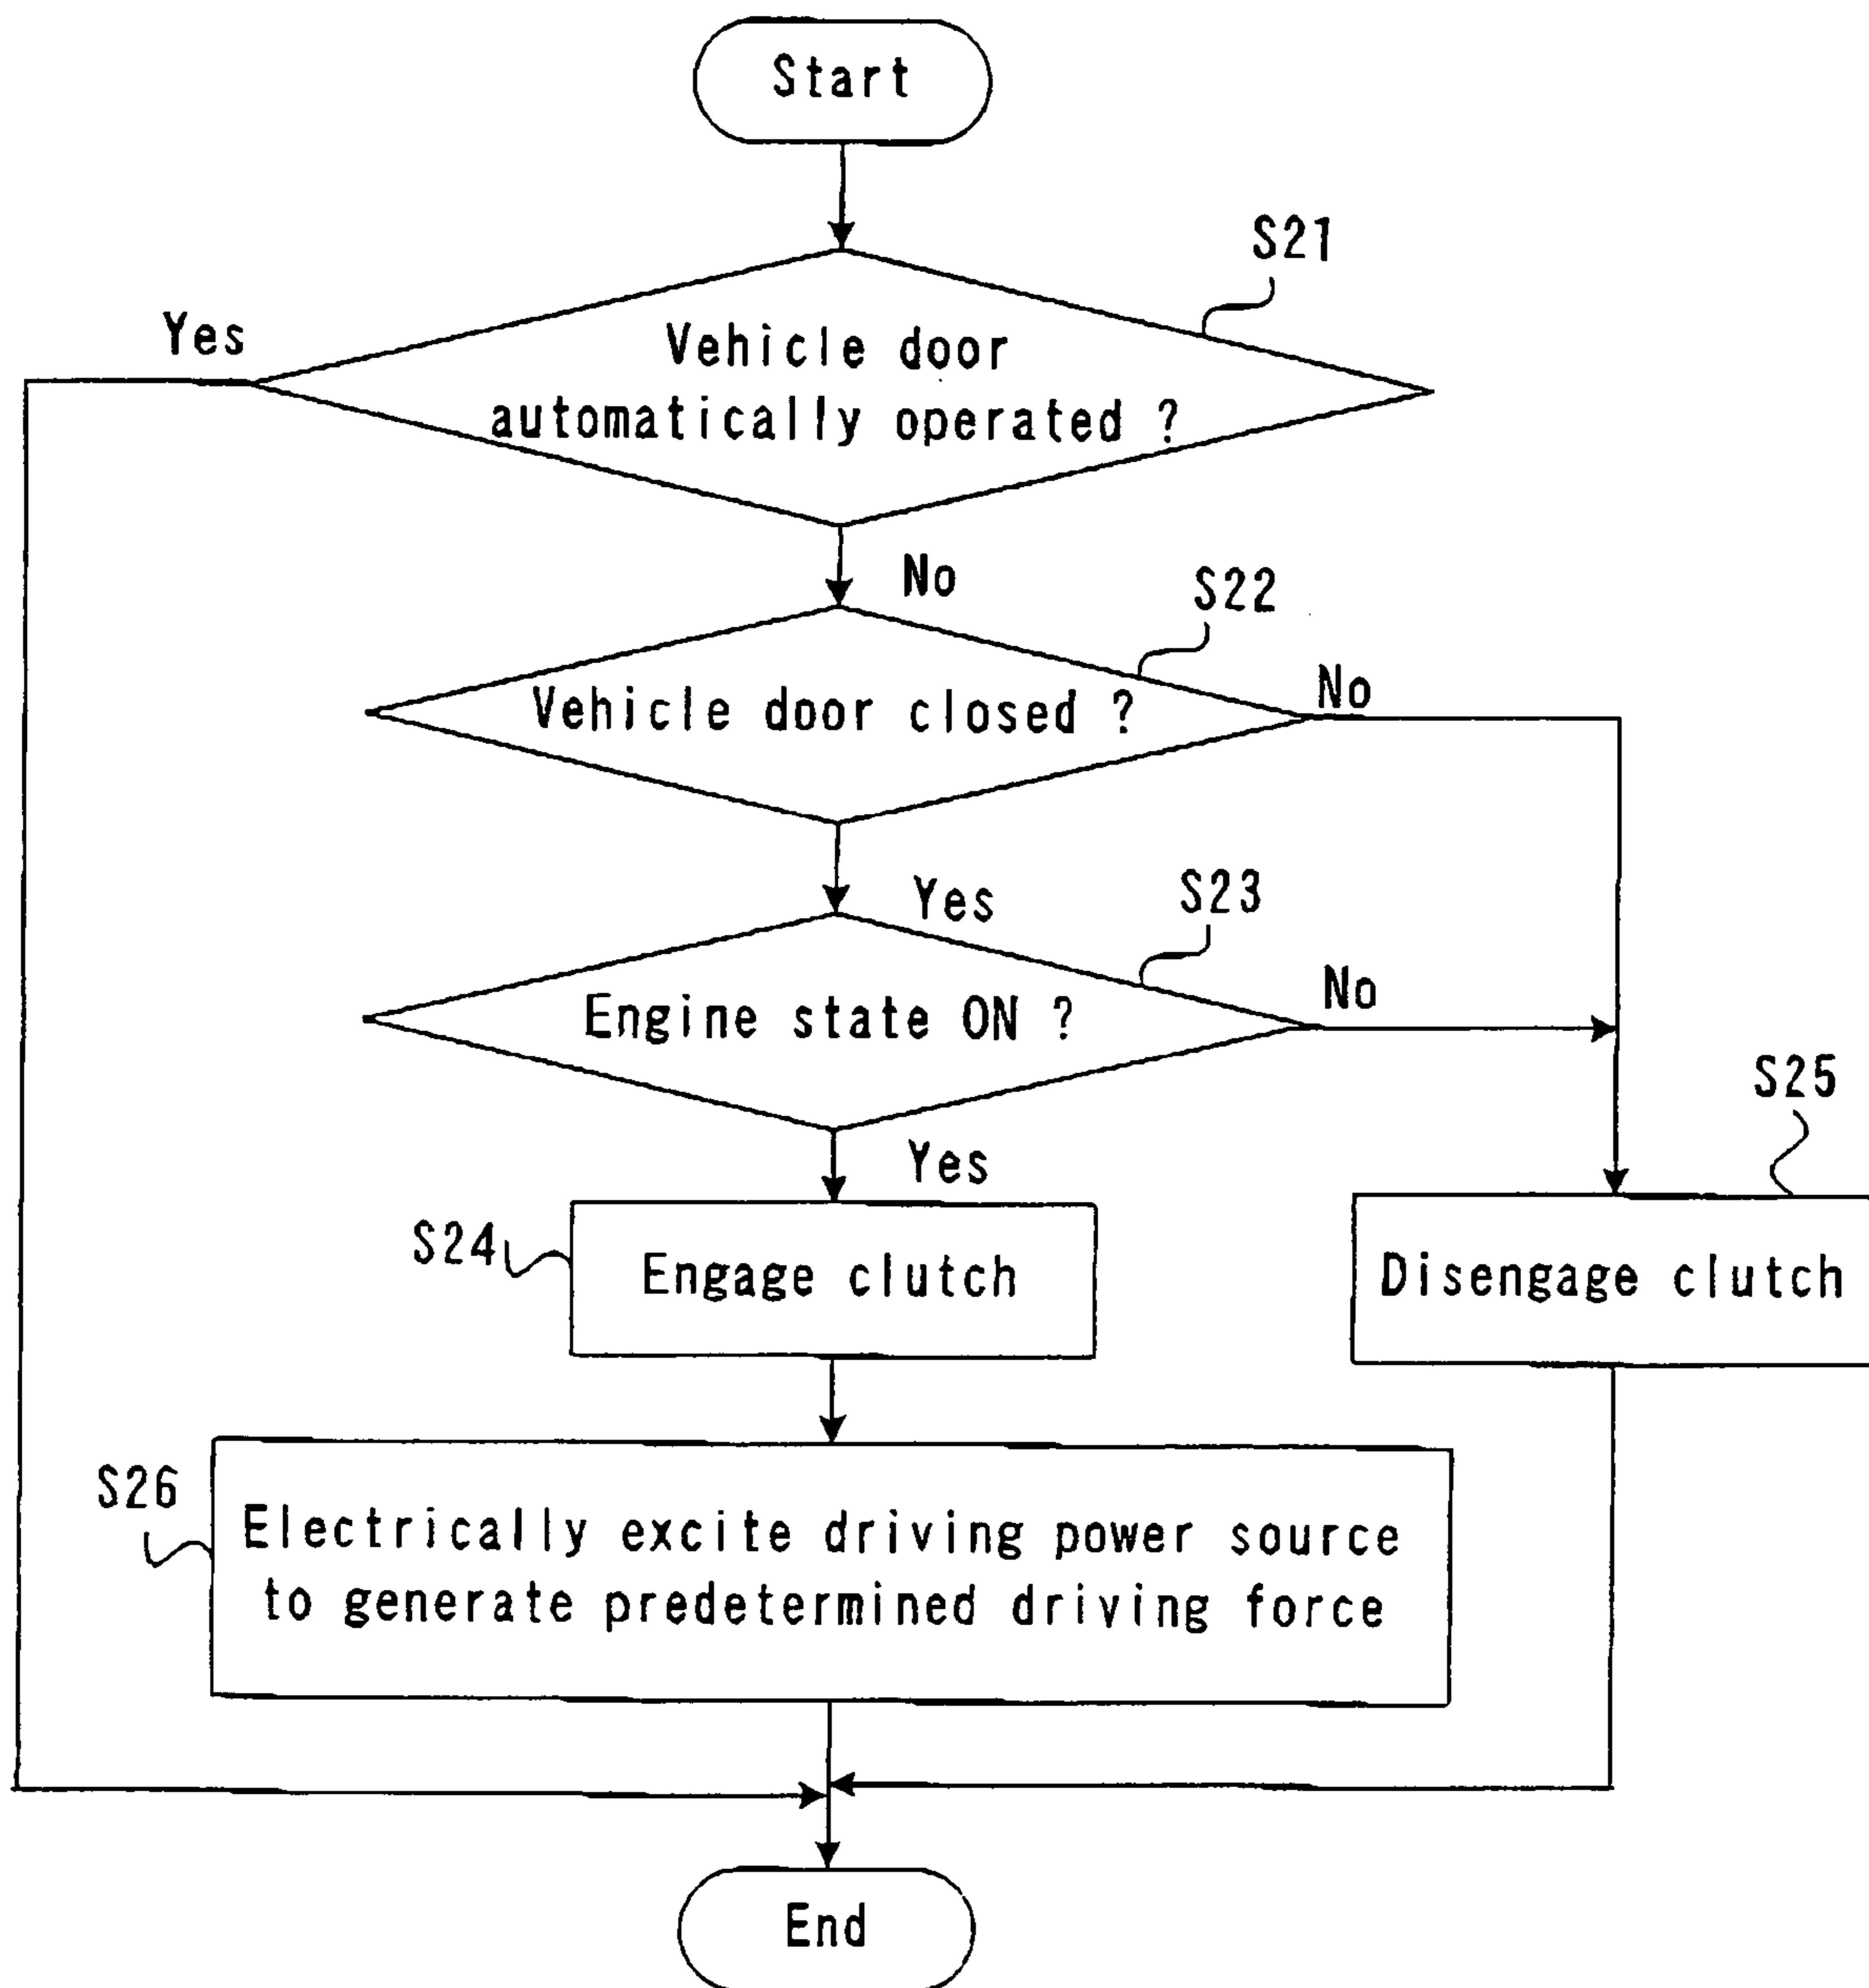 Start
S21
Yes
Vehicle door
automatically operated ?
No
S22
Vehicle door closed ?
No
Yes
S23
Engine state ON ?
No
Yes
S24
Engage clutch
S25
Disengage clutch
S26
Electrically excite driving power source
to generate predetermined driving force
End